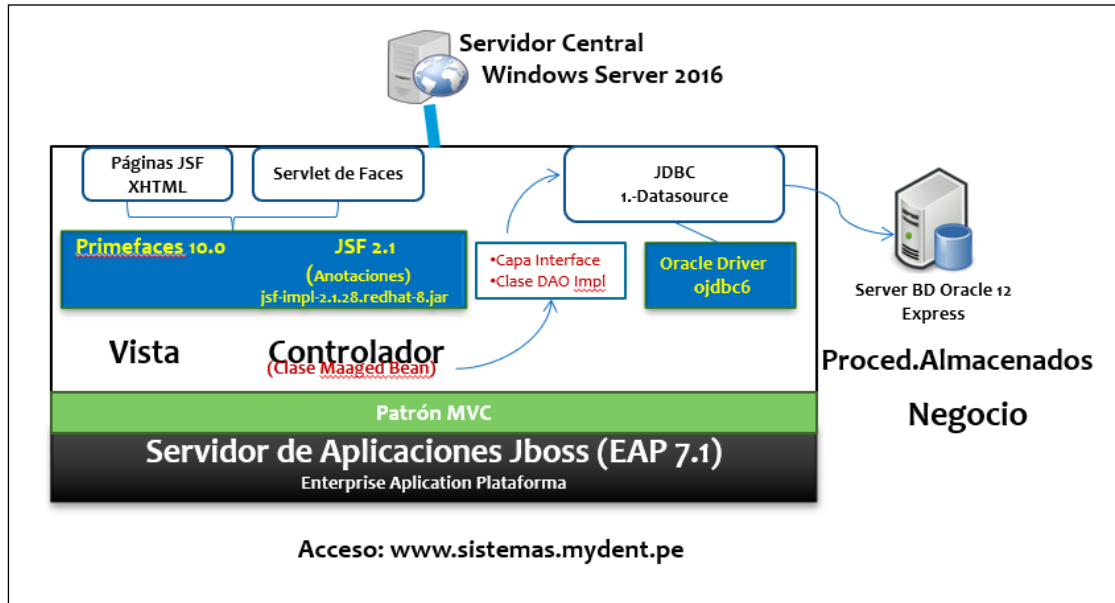 Servidor Central
Windows Server 2016
Páginas JSF
XHTML
Servlet de Faces
JDBC
1.-Datasource
Primefaces 10.0
JSF 2.1
(Anotaciones)
jsf-impl-2.1.28.redhat-8.jar
•Capa Interface
•Clase DAO Impl
Oracle Driver
ojdbc6
Server BD Oracle 12
Express
Vista
Controlador
(Clase Maaged Bean)
Proced.Almacenados
Negocio
Patrón MVC
Servidor de Aplicaciones Jboss (EAP 7.1)
Enterprise Aplication Plataforma
Acceso: www.sistemas.mydent.pe